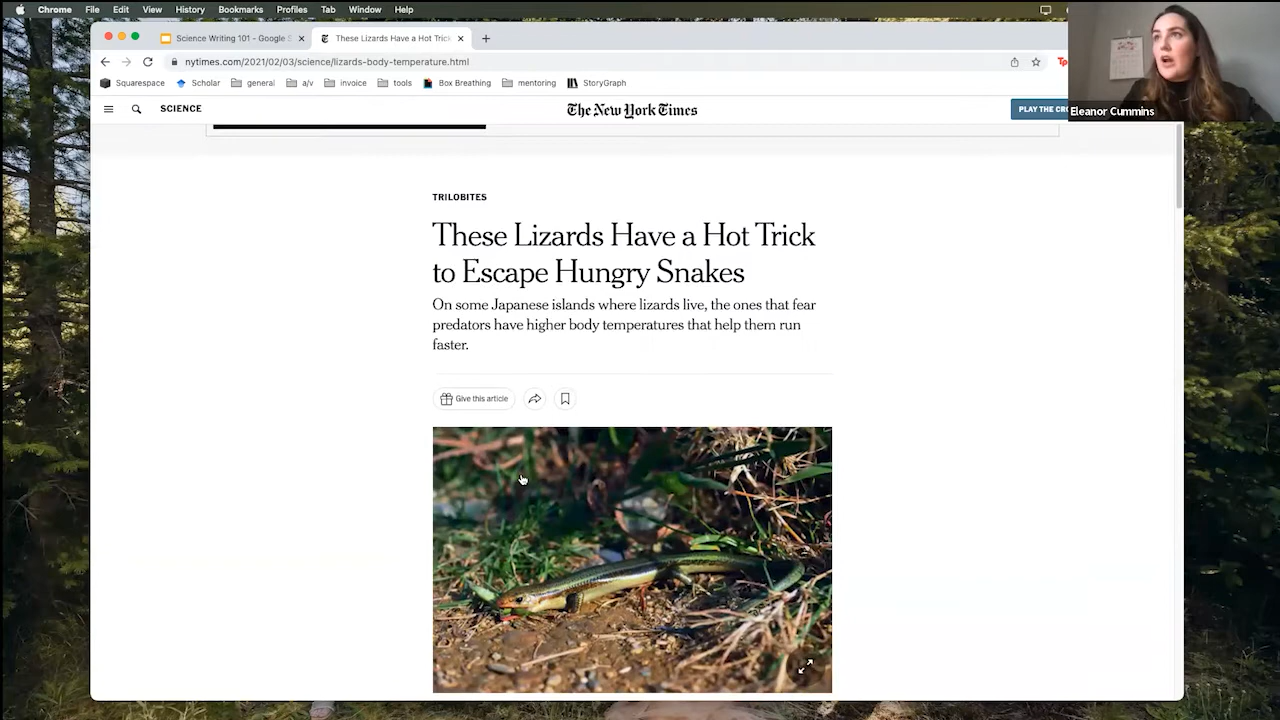 Chrome File Edit View History Bookmarks Profiles Tab Window Help
Science Writing 101 - Google S
These Lizards Have a Hot Trick
nytimes.com/2021/02/03/science/lizards-body-temperature.html
Squarespace Scholar general a/v invoice tools Box Breathing mentoring StoryGraph
SCIENCE
The New York Times
PLAY THE CRO
Eleanor Cummins
TRILOBITES
These Lizards Have a Hot Trick
to Escape Hungry Snakes
On some Japanese islands where lizards live, the ones that fear
predators have higher body temperatures that help them run
faster.
Give this article